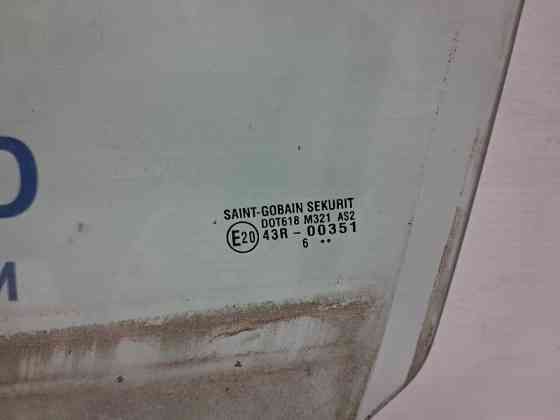 O
M
SAINT-GOBAIN SEKURIT
DOT618 M321 AS2
E20 43R - 00351
6 ••